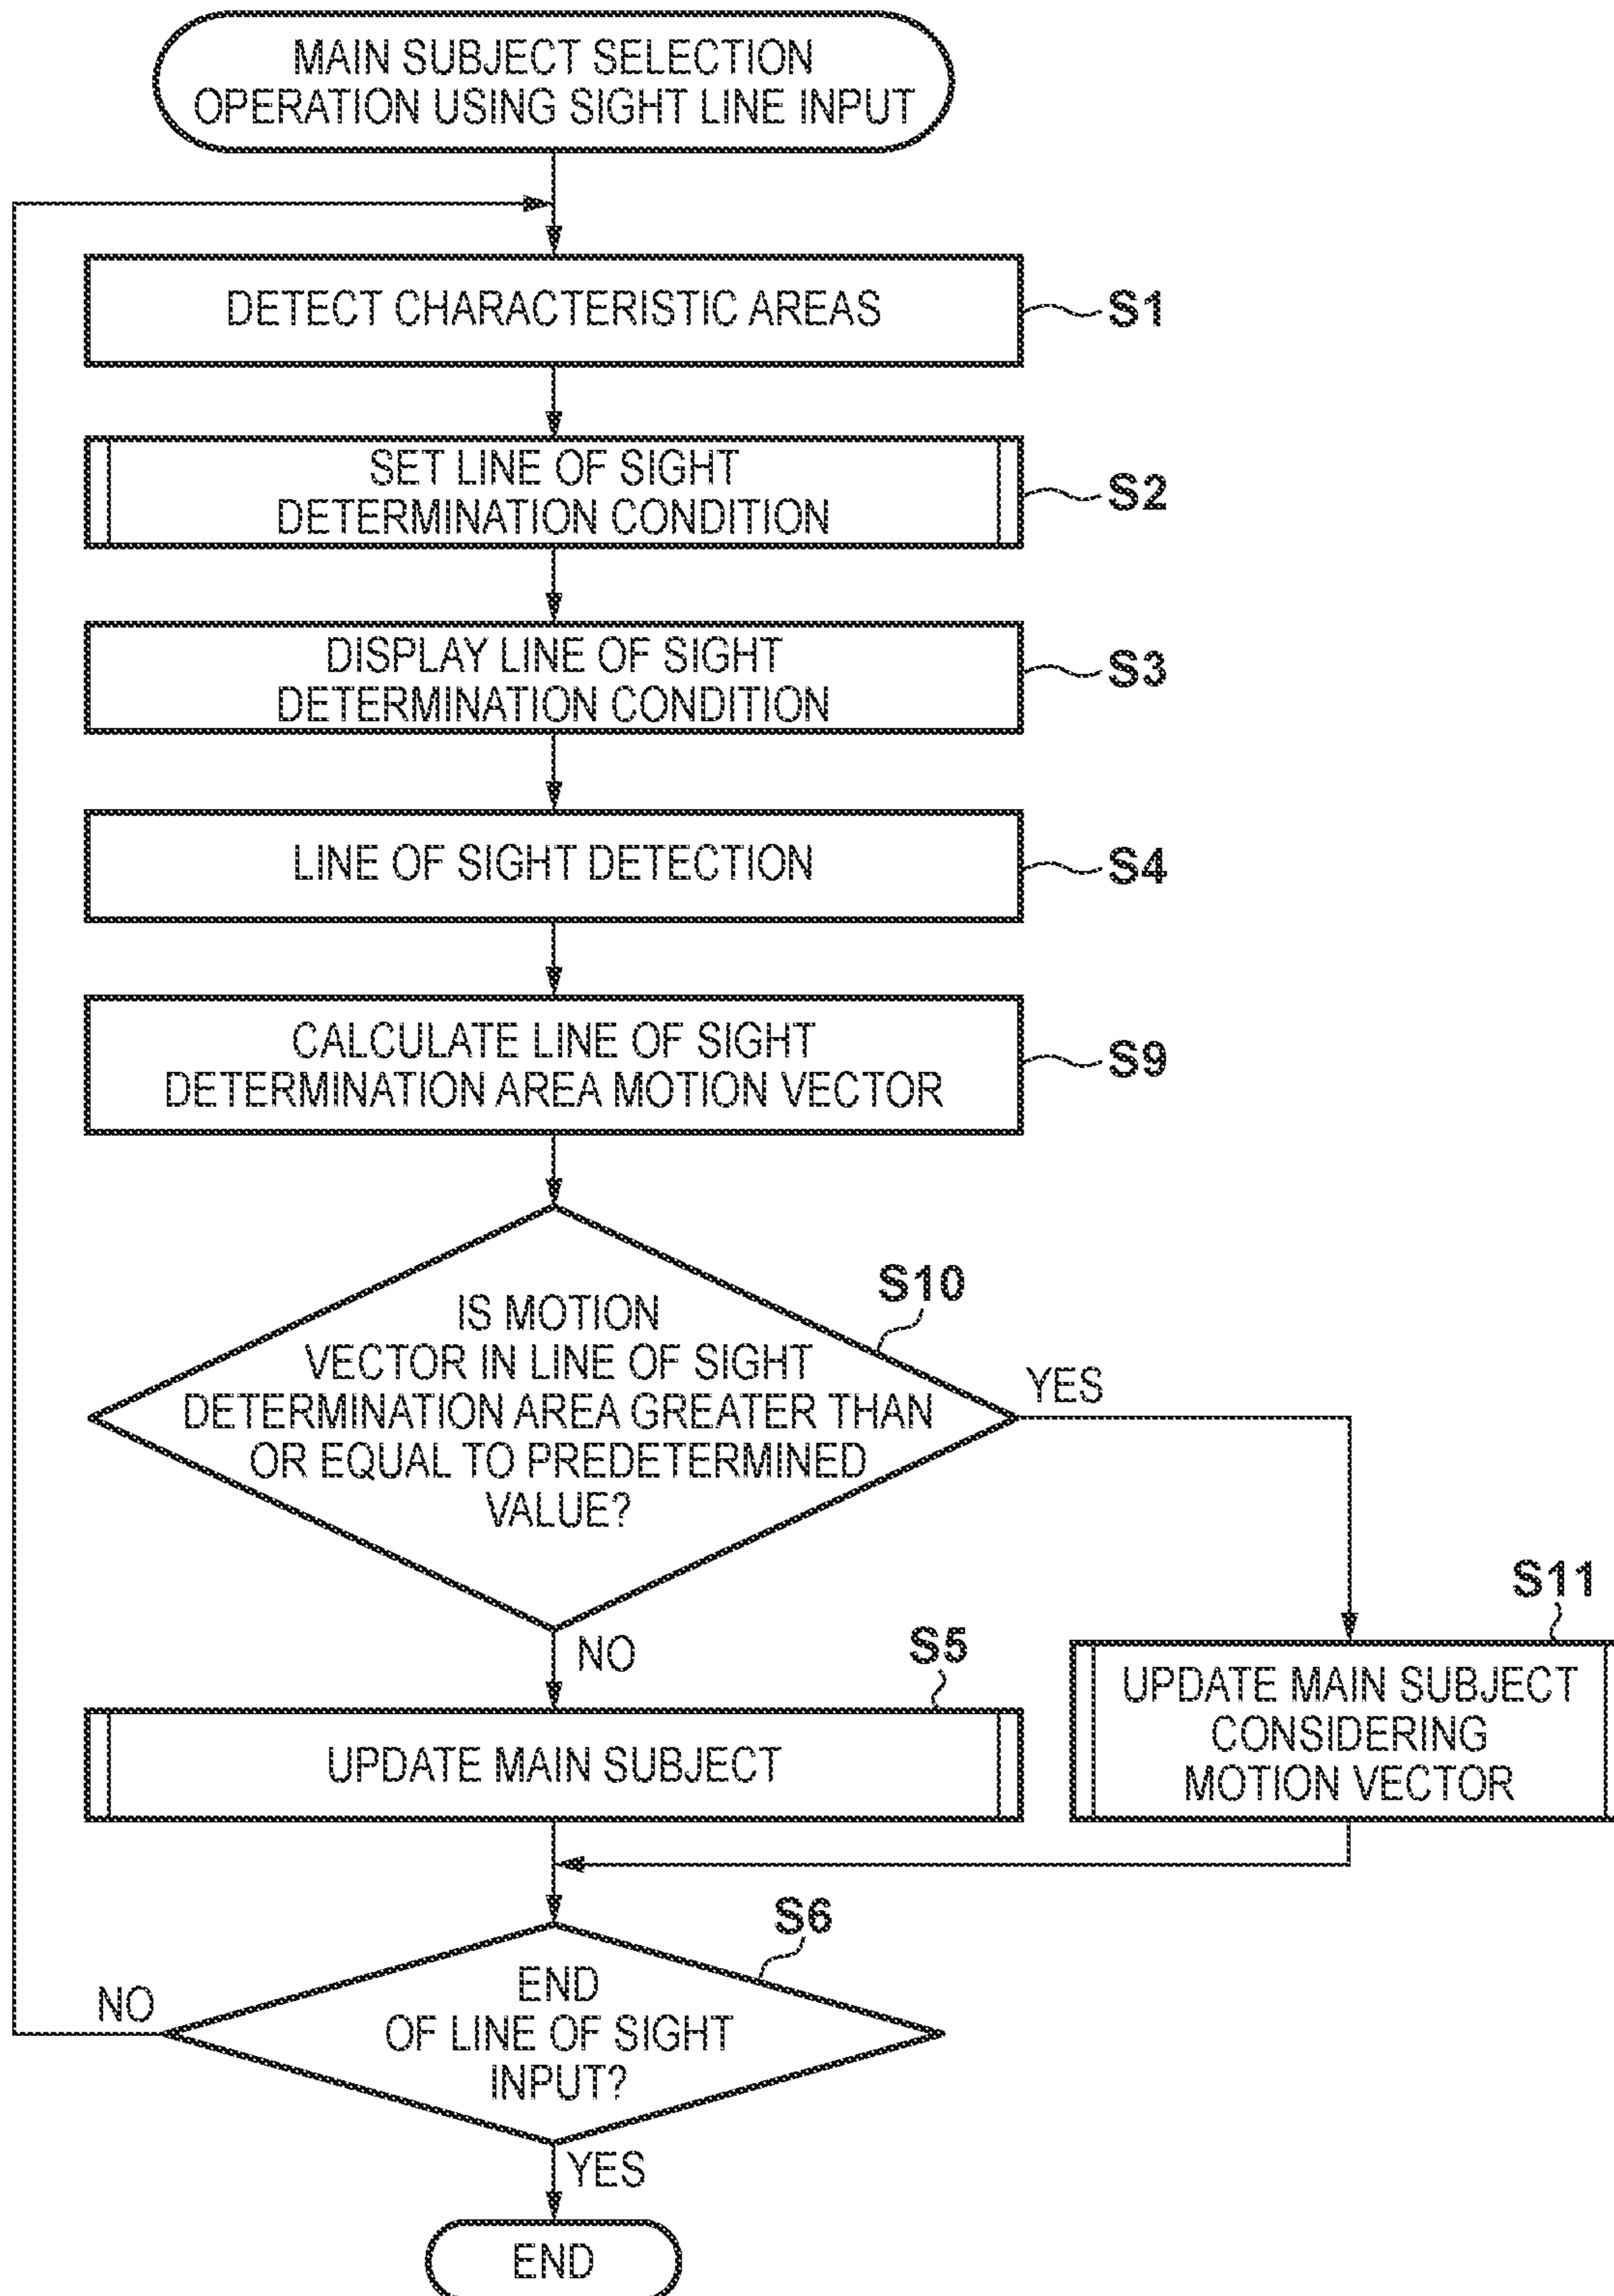 MAIN SUBJECT SELECTION
OPERATION USING SIGHT LINE INPUT
DETECT CHARACTERISTIC AREAS
S1
SET LINE OF SIGHT
DETERMINATION CONDITION
S2
DISPLAY LINE OF SIGHT
DETERMINATION CONDITION
S3
LINE OF SIGHT DETECTION
S4
CALCULATE LINE OF SIGHT
DETERMINATION AREA MOTION VECTOR
S9
S10
IS MOTION
VECTOR IN LINE OF SIGHT
DETERMINATION AREA GREATER THAN
OR EQUAL TO PREDETERMINED
VALUE?
YES
NO
S11
UPDATE MAIN SUBJECT
CONSIDERING
MOTION VECTOR
S5
UPDATE MAIN SUBJECT
S6
END
OF LINE OF SIGHT
INPUT?
NO
YES
END